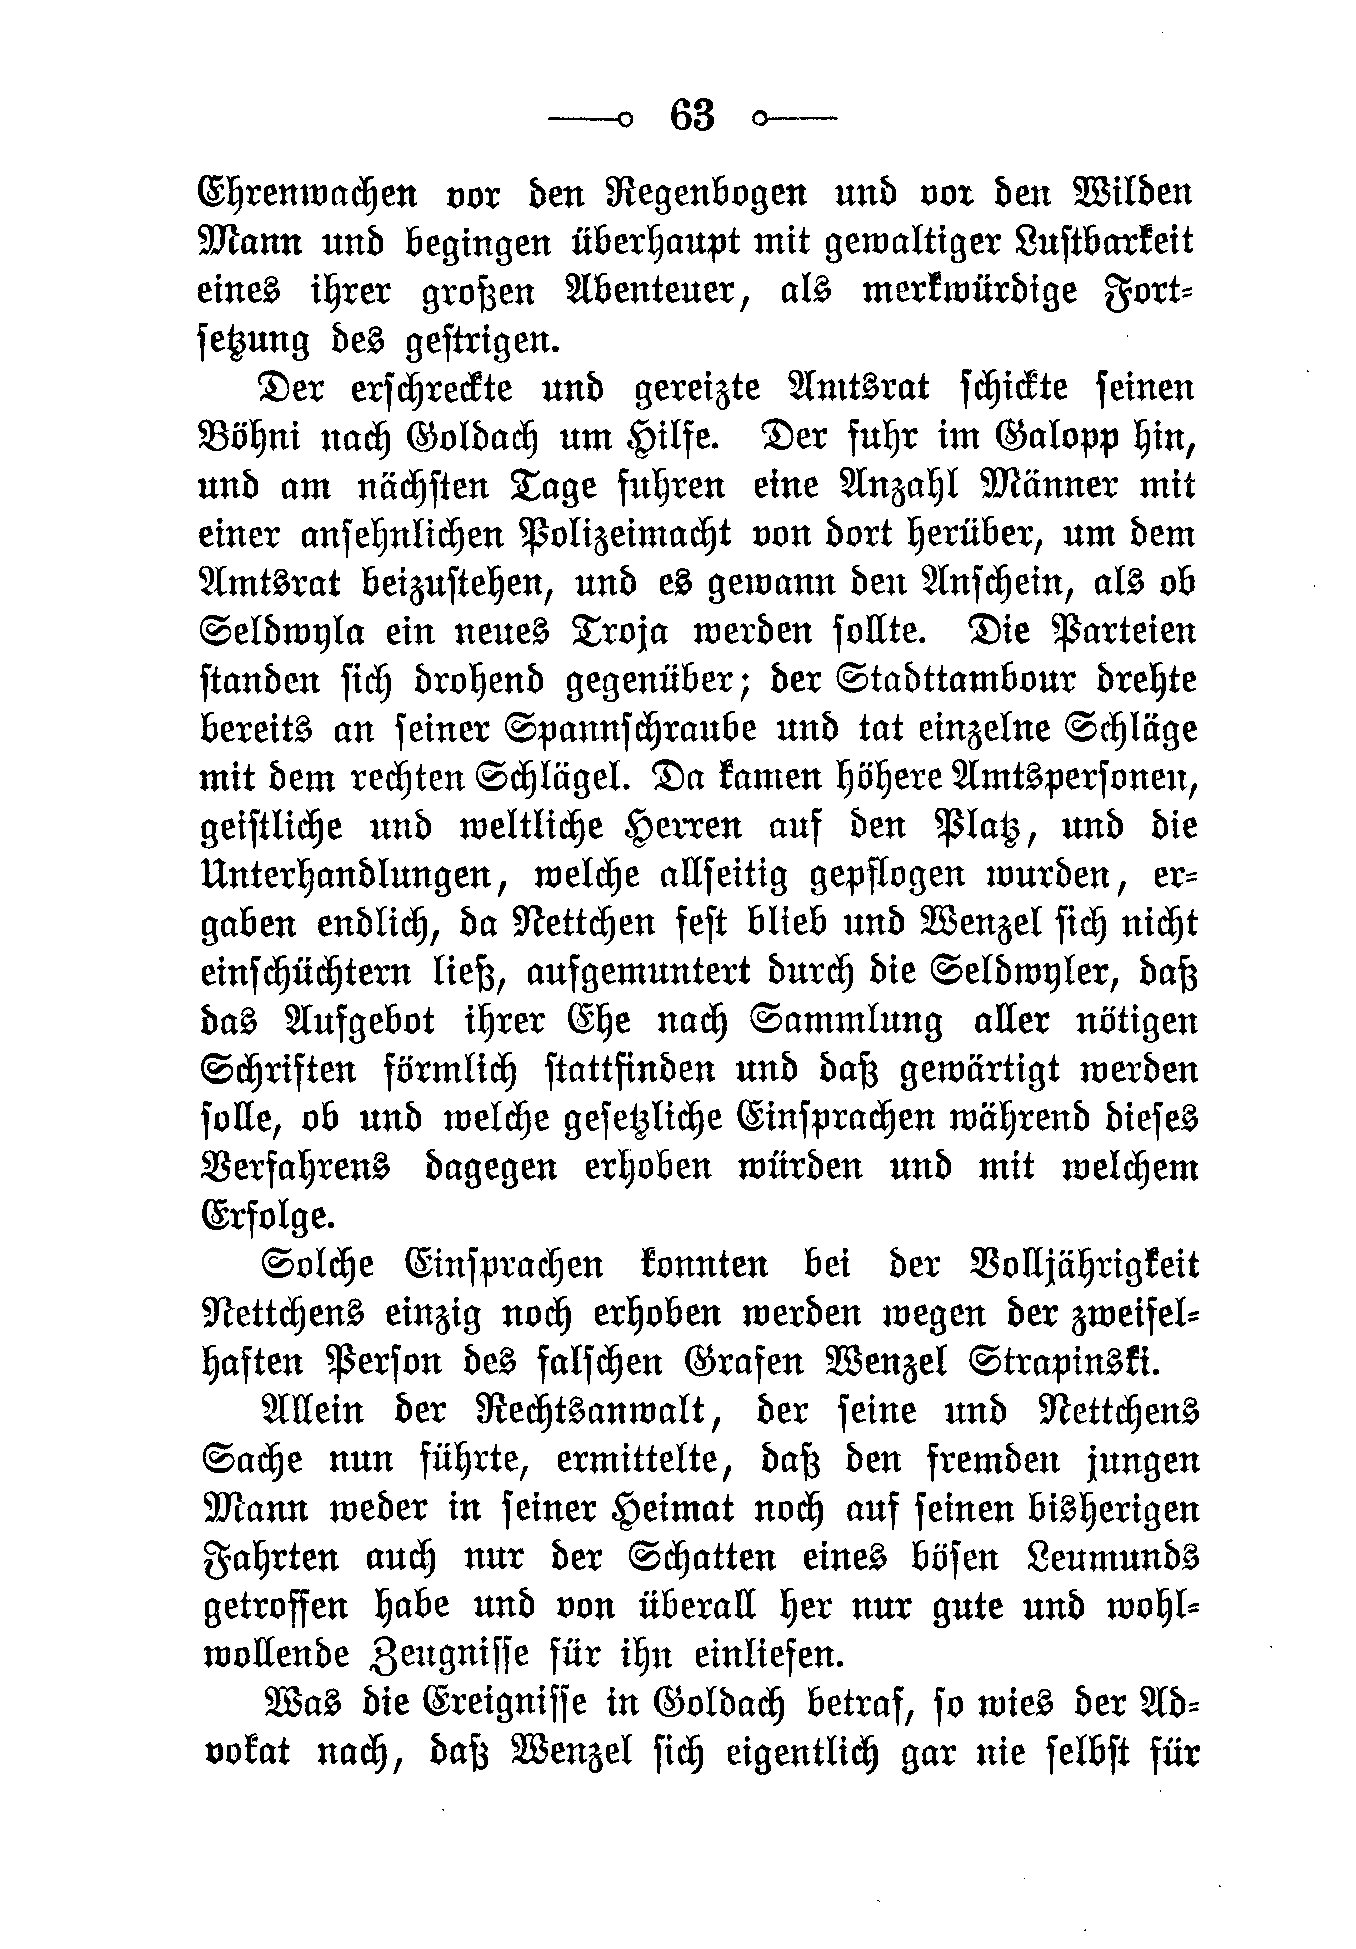 63
Ehrenwachen vor den Regenbogen und vor den Wilden
Mann und begingen überhaupt mit gewaltiger Lustbarkeit
eines ihrer großen Abenteuer, als merkwürdige Fort-
setzung des gestrigen.
Der erschreckte und gereizte Amtsrat schickte seinen
Böhni nach Goldach um Hilfe. Der fuhr im Galopp hin,
und am nächsten Tage fuhren eine Anzahl Männer mit
einer ansehnlichen Polizeimacht von dort herüber, um dem
Amtsrat beizustehen, und es gewann den Anschein, als ob
Seldwyla ein neues Troja werden sollte. Die Parteien
standen sich drohend gegenüber; der Stadttambour drehte
bereits an seiner Spannschraube und tat einzelne Schläge
mit dem rechten Schlägel. Da kamen höhere Amtspersonen,
geistliche und weltliche Herren auf den Platz, und die
Unterhandlungen, welche allseitig gepflogen wurden, er-
gaben endlich, da Nettchen fest blieb und Wenzel sich nicht
einschüchtern ließ, aufgemuntert durch die Seldwyler, daß
das Aufgebot ihrer Ehe nach Sammlung aller nötigen
Schriften förmlich stattfinden und daß gewärtigt werden
solle, ob und welche gesetzliche Einsprachen während dieses
Verfahrens dagegen erhoben würden und mit welchem
Erfolge.
Solche Einsprachen konnten bei der Volljährigkeit
Nettchens einzig noch erhoben werden wegen der zweifel-
haften Person des falschen Grafen Wenzel Strapinski.
Allein der Rechtsanwalt, der seine und Nettchens
Sache nun führte, ermittelte, daß den fremden jungen
Mann weder in seiner Heimat noch auf seinen bisherigen
Fahrten auch nur der Schatten eines bösen Leumunds
getroffen habe und von überall her nur gute und wohl-
wollende Zeugnisse für ihn einliefen.
Was die Ereignisse in Goldach betraf, so wies der Ad-
vokat nach, daß Wenzel sich eigentlich gar nie selbst für